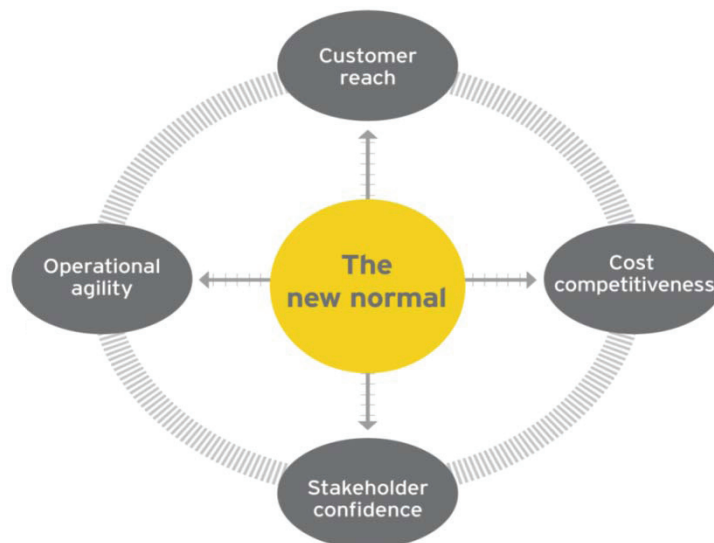 Customer
reach
Operational
agility
The
new normal
Cost
competitiveness
Stakeholder
confidence